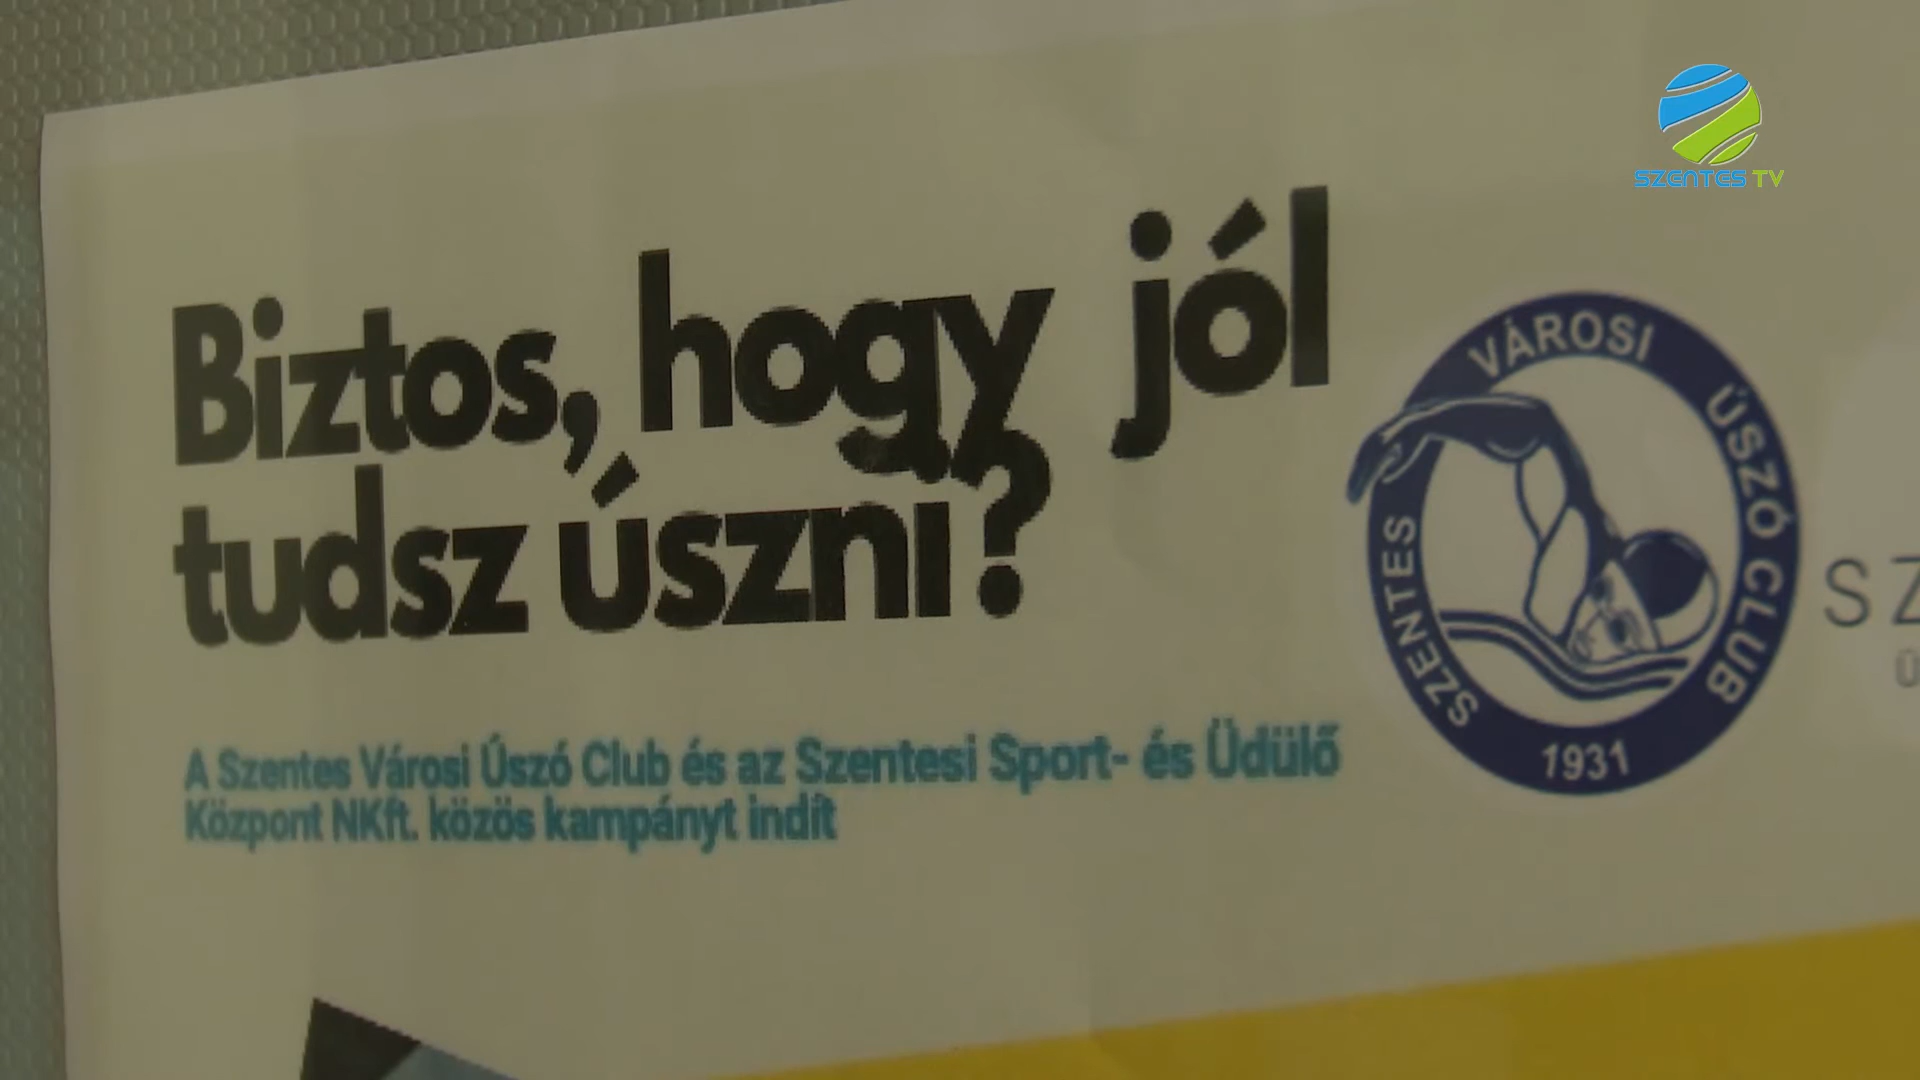 SZENTES TV
Biztos, hogy jól
tudsz úszni?
A Szentes Városi Úszó Club és az Szentesi Sport- és Üdülő
Központ NKft. közös kampányt indít
SZENTES VÁROSI ÚSZÓ CLUB
1931